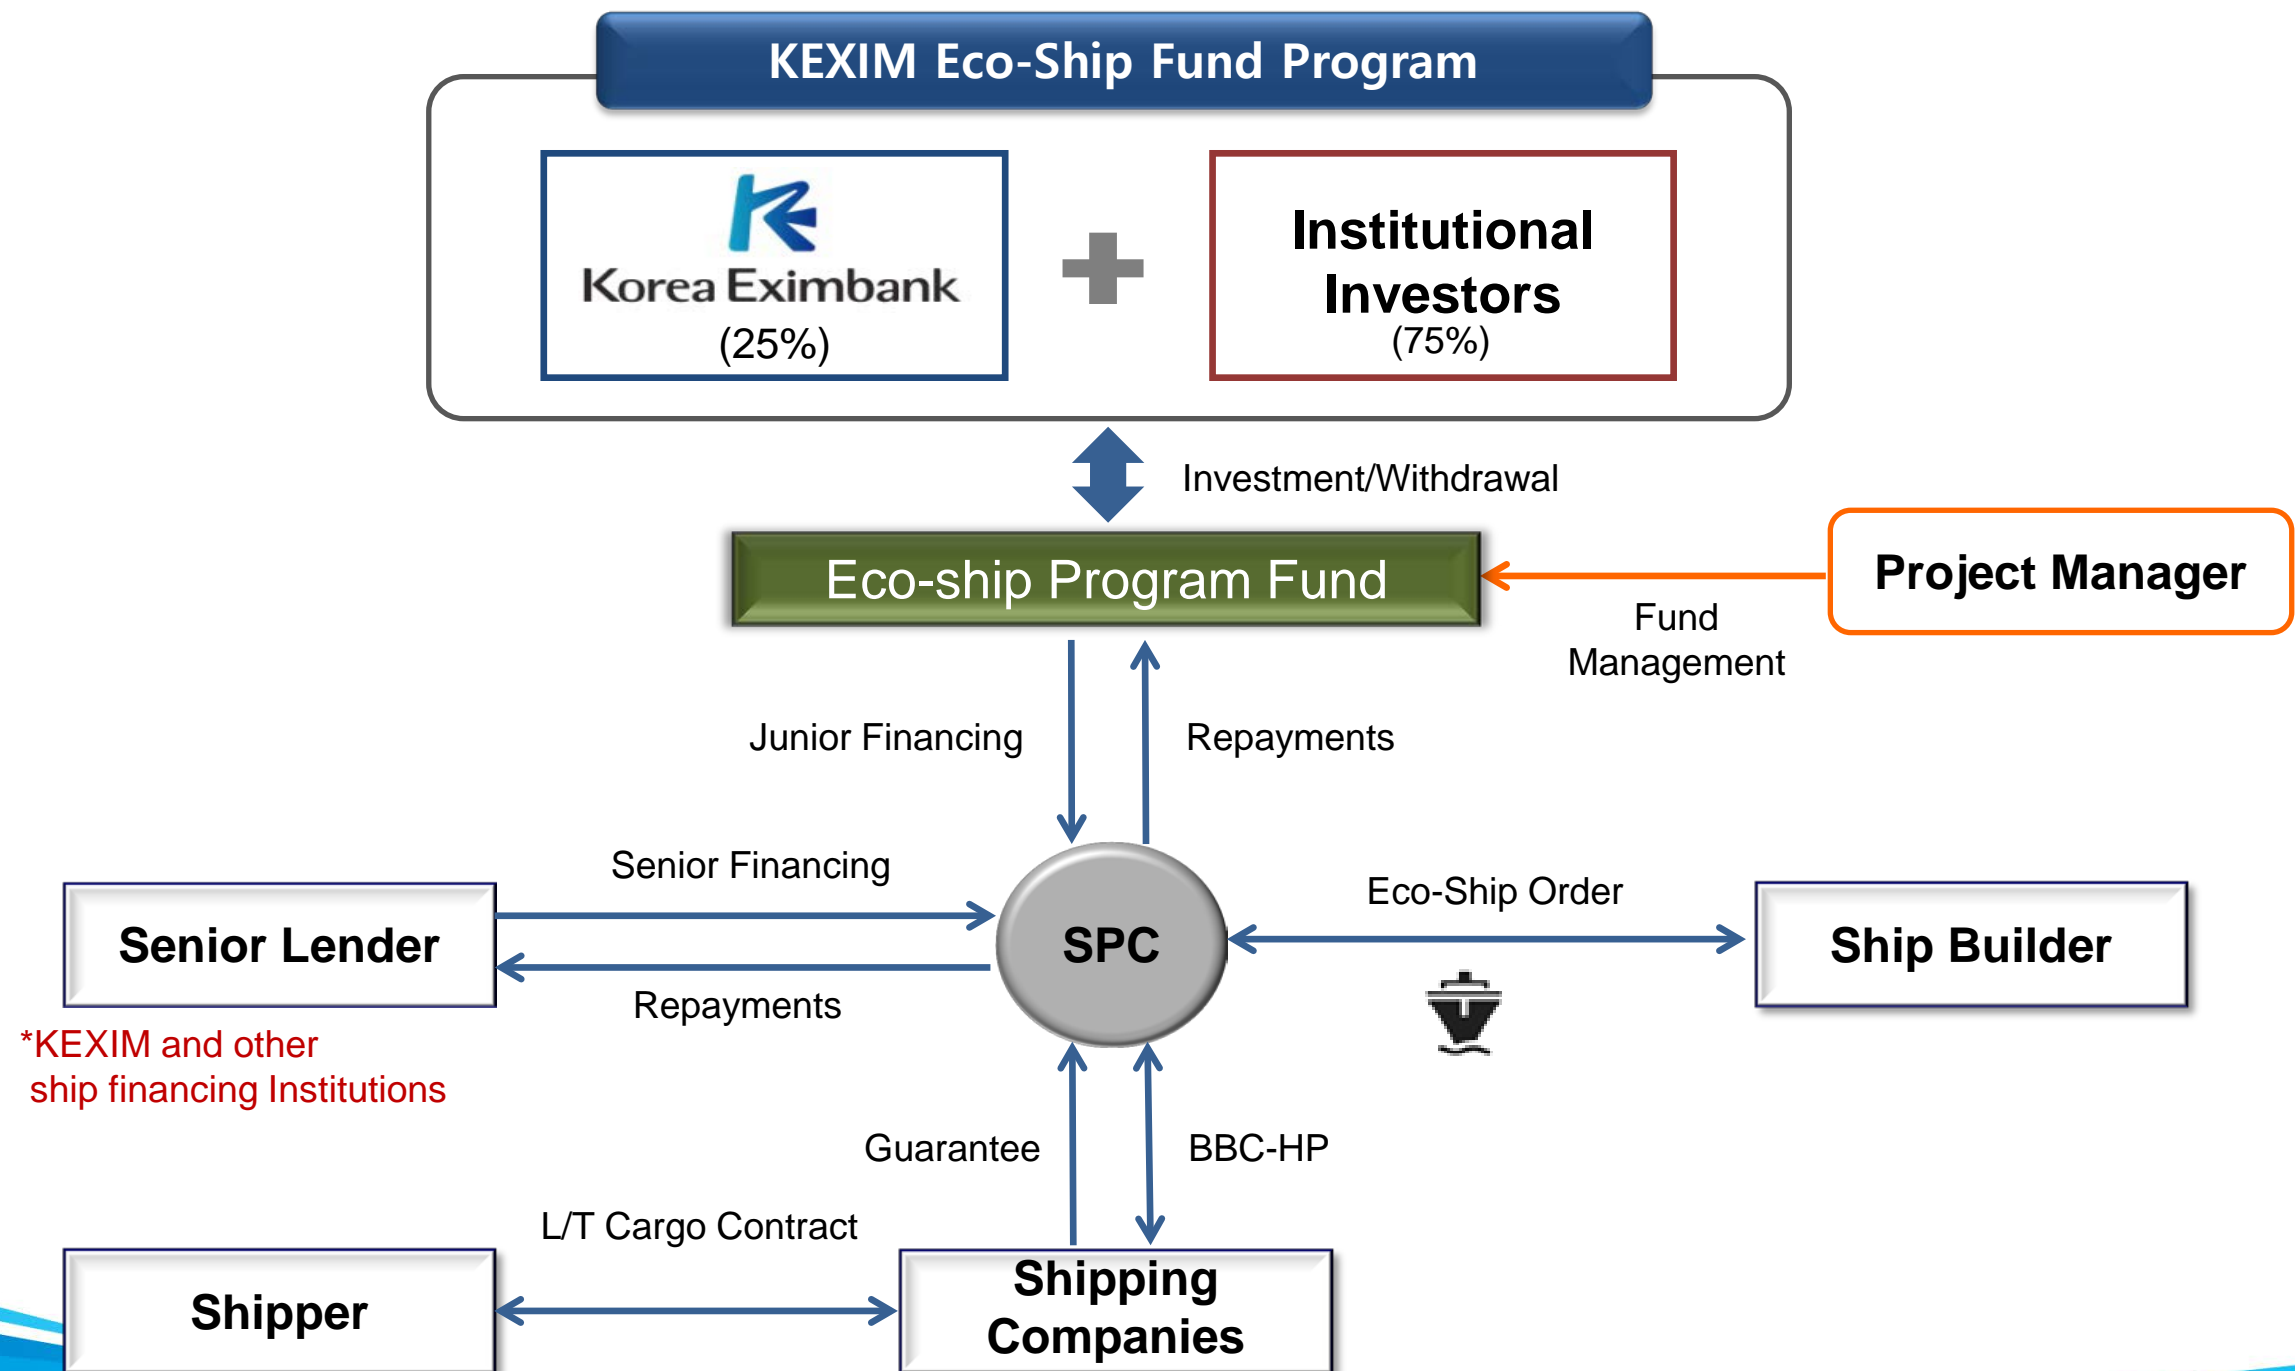 KEXIM Eco-Ship Fund Program
Korea Eximbank
(25%)
Institutional
Investors
(75%)
Investment/Withdrawal
Eco-ship Program Fund
Project Manager
Fund
Management
Junior Financing
Repayments
Senior Financing
Eco-Ship Order
Senior Lender
SPC
Ship Builder
Repayments
*KEXIM and other
ship financing Institutions
Guarantee
BBC-HP
L/T Cargo Contract
Shipper
Shipping
Companies